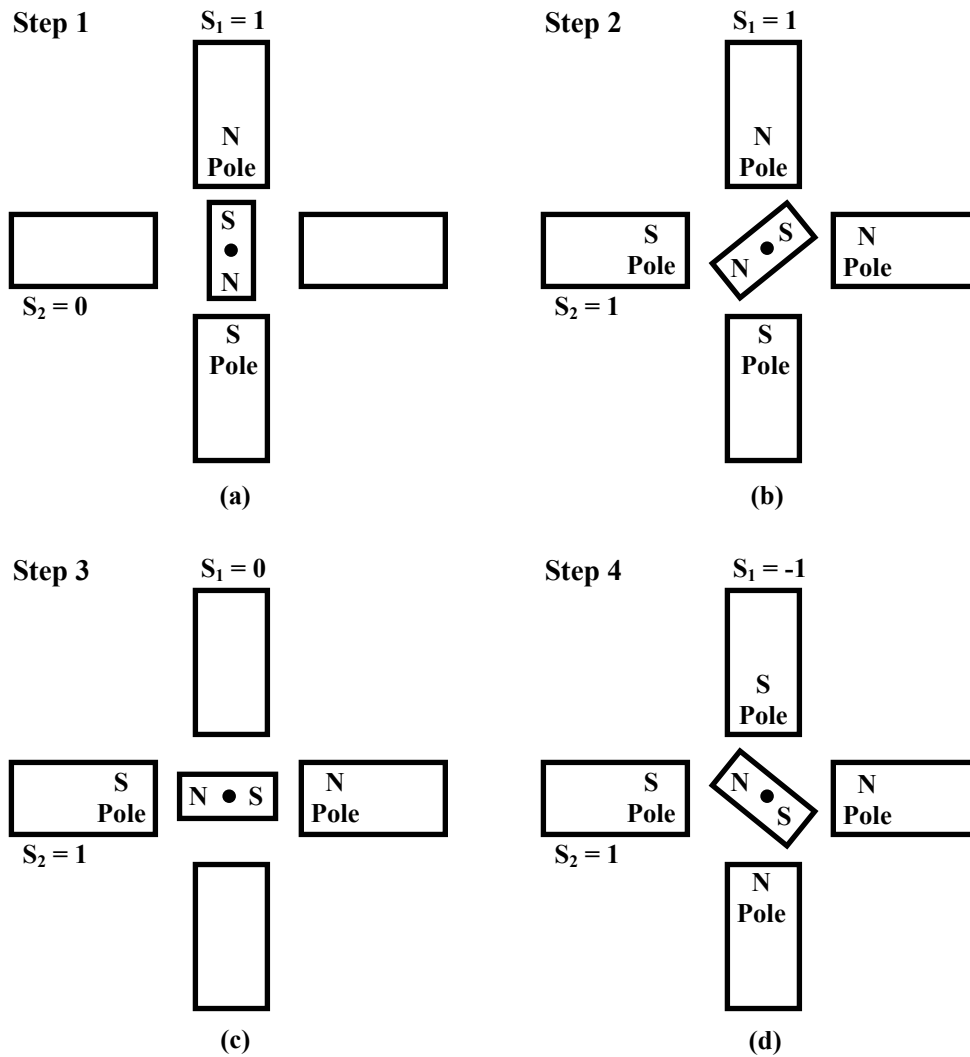 Step 1
S₁ = 1
N
Pole
S
N
S₂ = 0
S
Pole
(a)
Step 2
S₁ = 1
N
Pole
S
Pole
S
N
N
Pole
S₂ = 1
S
Pole
(b)
Step 3
S₁ = 0
S
Pole
N S
N
Pole
S₂ = 1
(c)
Step 4
S₁ = -1
S
Pole
S
Pole
N
S
N
Pole
S₂ = 1
N
Pole
(d)